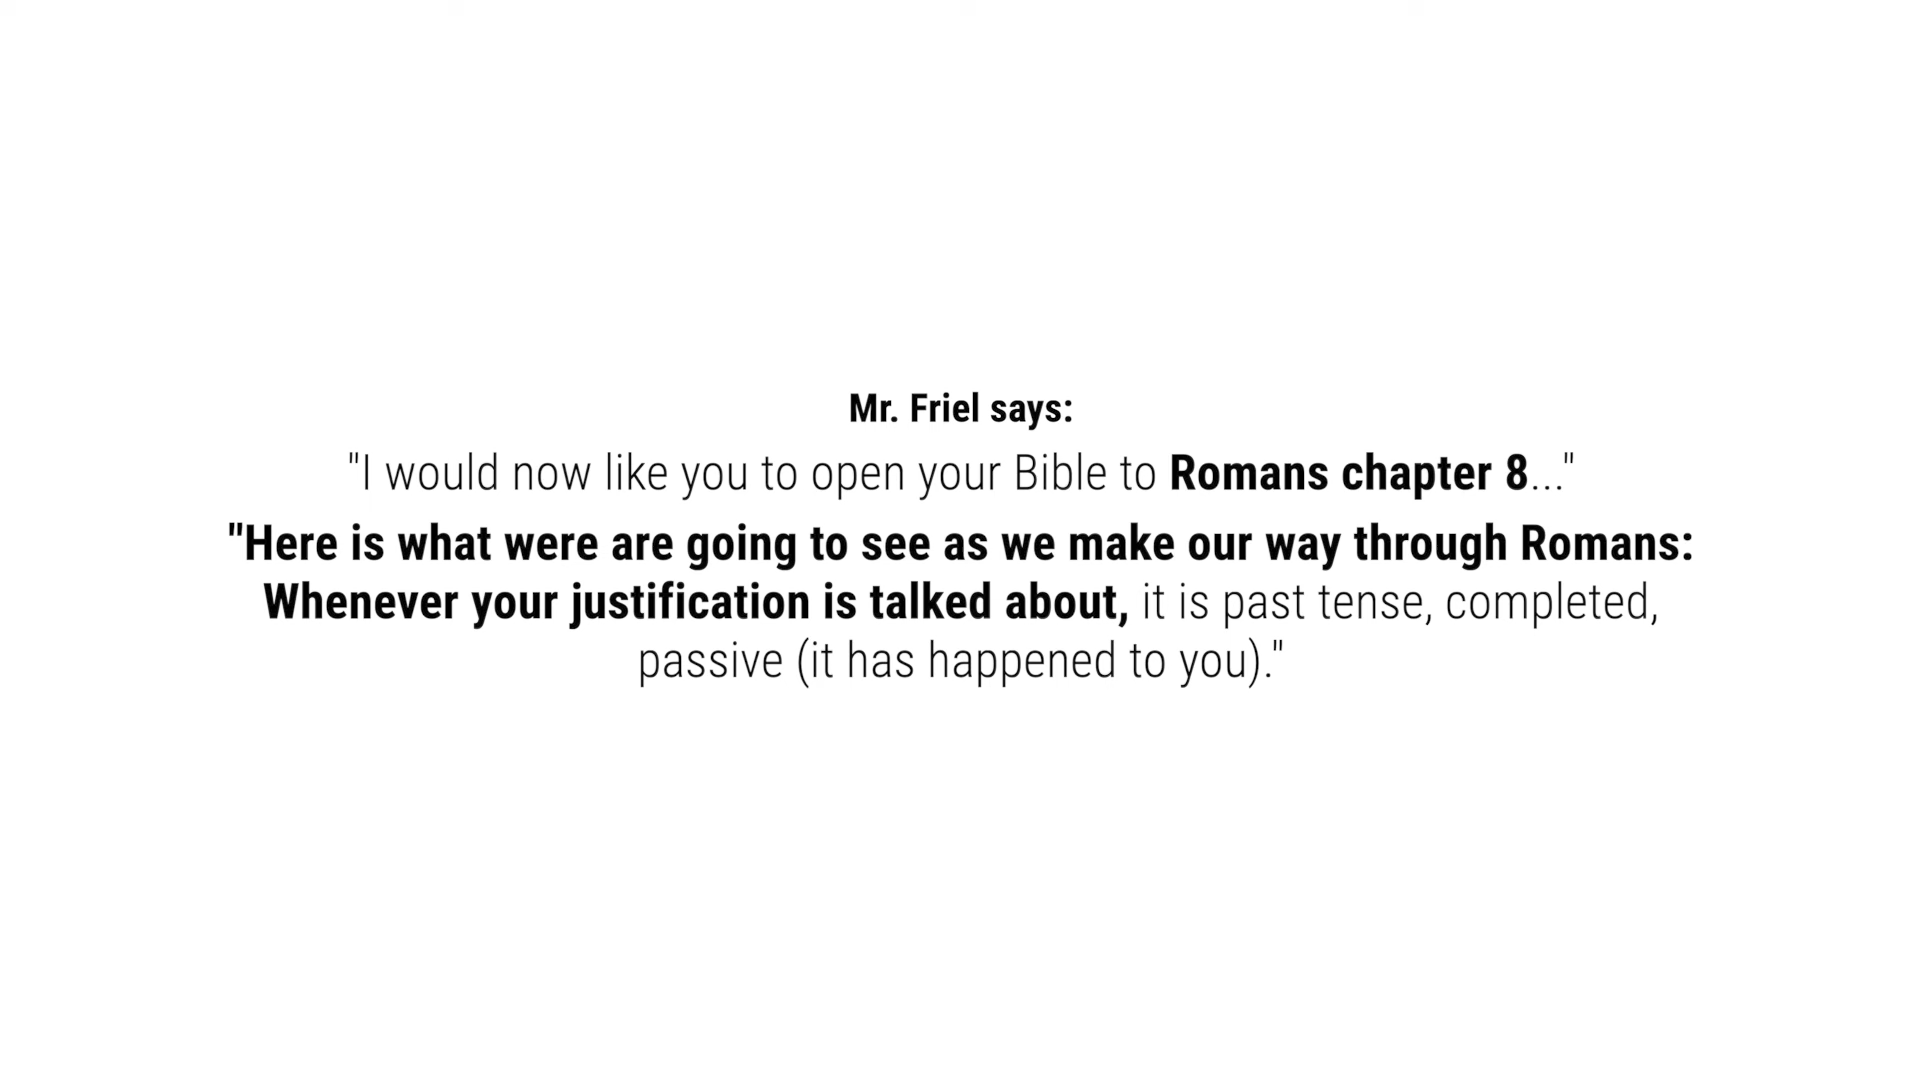 Mr. Friel says:
"I would now like you to open your Bible to Romans chapter 8..."
"Here is what were are going to see as we make our way through Romans:
Whenever your justification is talked about, it is past tense, completed,
passive (it has happened to you)."